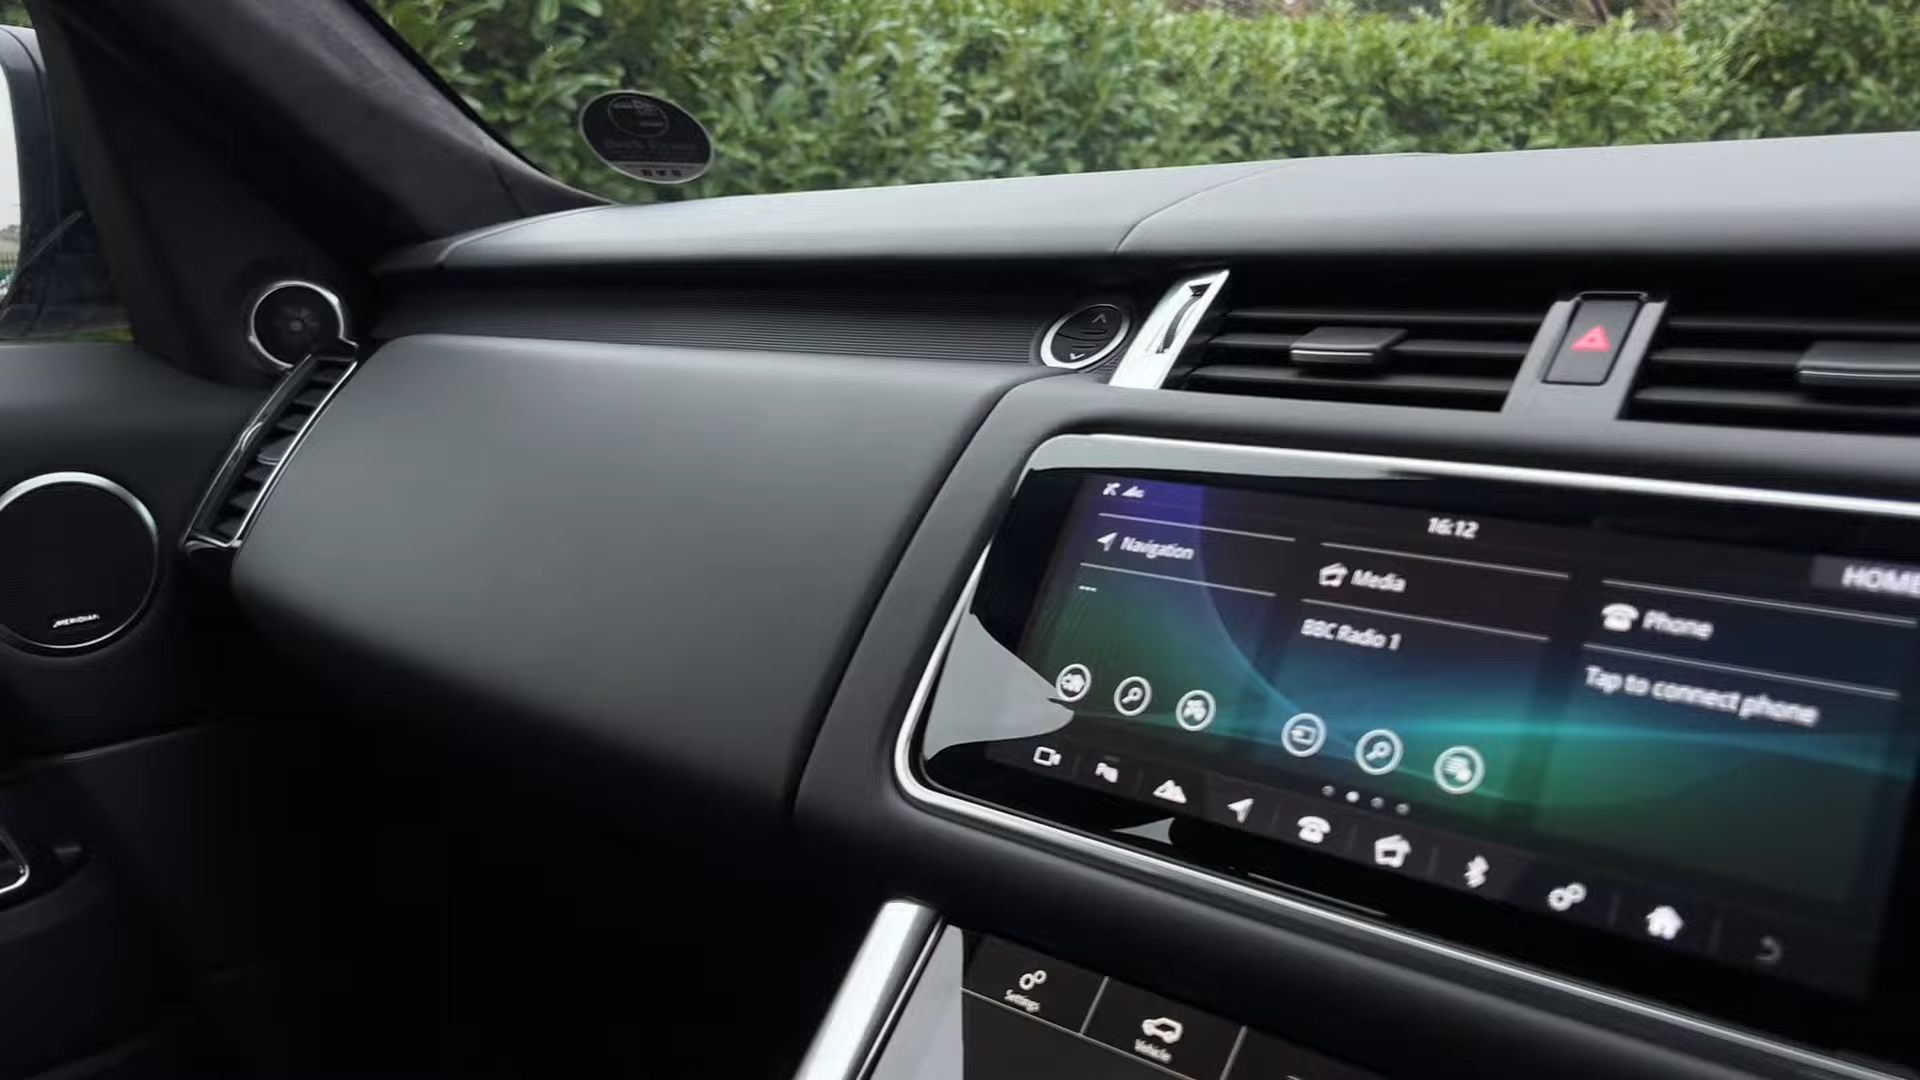 16:12
HOME
Navigation
...
Media
BBC Radio 1
Phone
Tap to connect phone
MERIDIAN
Settings
Vehicle